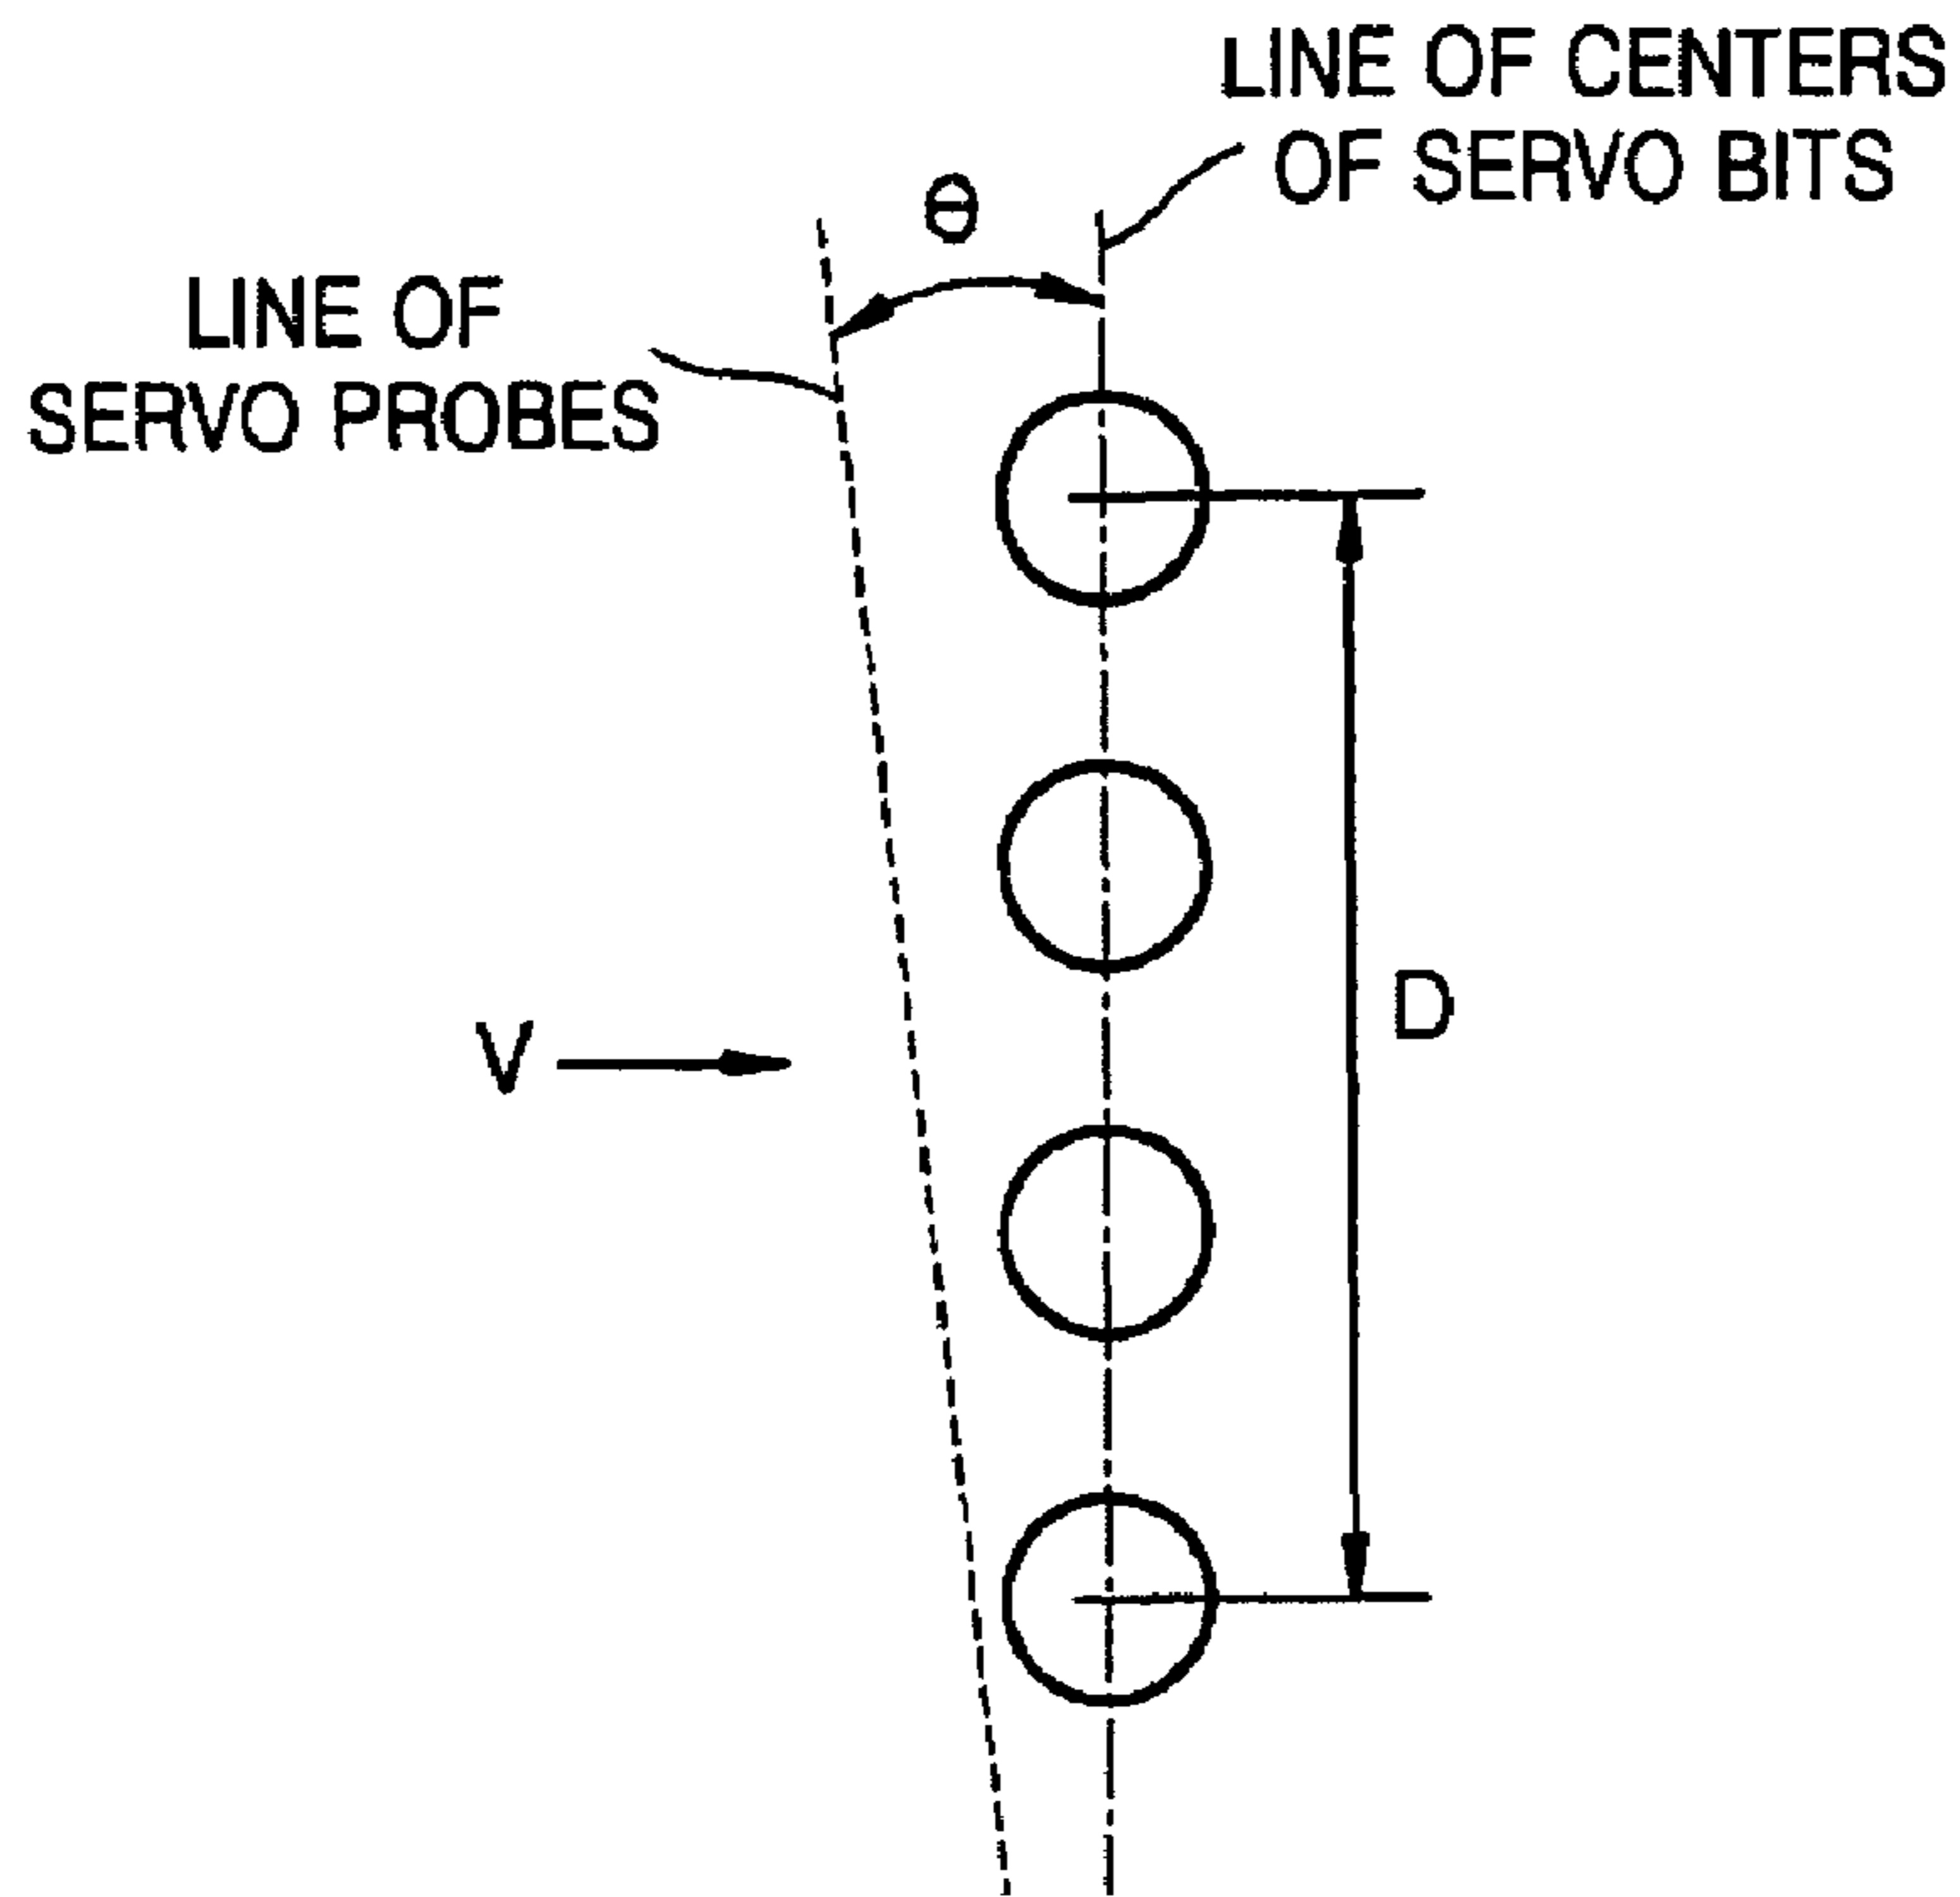 LINE OF CENTERS
OF SERVO BITS
θ
LINE OF
SERVO PROBES
V
D